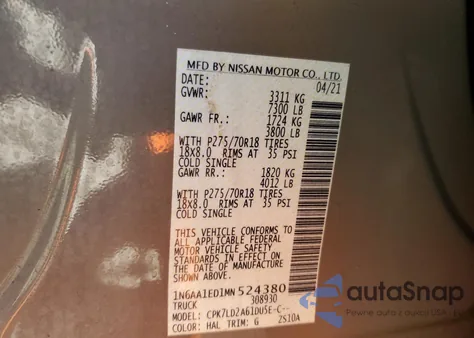 MFD BY NISSAN MOTOR CO., LTD.
DATE: 04/21
GVWR: 3311 KG
7300 LB
GAWR FR.: 1724 KG
3800 LB
WITH P275/70R18 TIRES
18X8.0 RIMS AT 35 PSI
COLD SINGLE
GAWR RR.: 1820 KG
4012 LB
WITH P275/70R18 TIRES
18X8.0 RIMS AT 35 PSI
COLD SINGLE
THIS VEHICLE CONFORMS TO
ALL APPLICABLE FEDERAL
MOTOR VEHICLE SAFETY
STANDARDS IN EFFECT ON
THE DATE OF MANUFACTURE
SHOWN ABOVE.
1N6AA1ED1MN 524380
TRUCK 308930
MODEL: CPK7LD2A61DU5E-C--
COLOR: HAL TRIM: G 2S10A
autoSnap